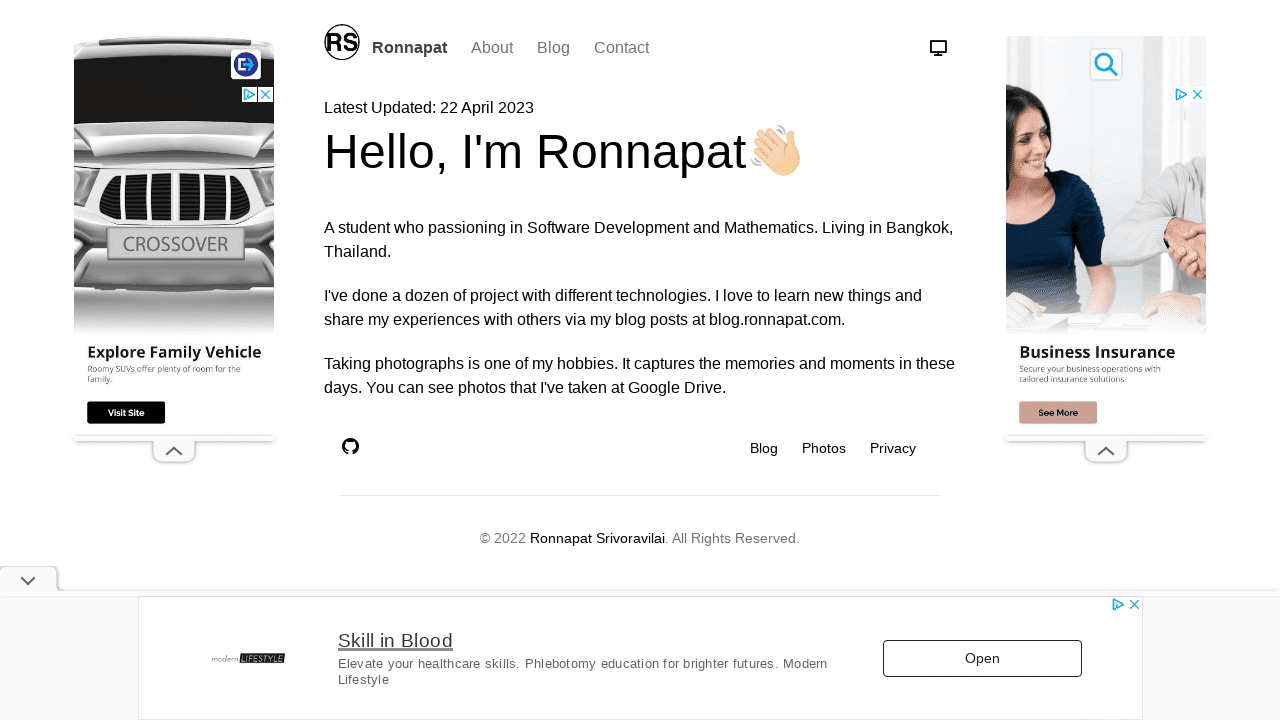 RS Ronnapat About Blog Contact
Latest Updated: 22 April 2023
Hello, I'm Ronnapat
A student who passioning in Software Development and Mathematics. Living in Bangkok,
Thailand.
I've done a dozen of project with different technologies. I love to learn new things and
share my experiences with others via my blog posts at blog.ronnapat.com.
Taking photographs is one of my hobbies. It captures the memories and moments in these
days. You can see photos that I've taken at Google Drive.
Blog Photos Privacy
© 2022 Ronnapat Srivoravilai. All Rights Reserved.
CROSSOVER
Explore Family Vehicle
Roomy SUVs offer plenty of room for the
family.
Visit Site
Business Insurance
Secure your business operations with
tailored insurance solutions
See More
modern LIFESTYLE
Skill in Blood
Elevate your healthcare skills. Phlebotomy education for brighter futures. Modern
Lifestyle
Open